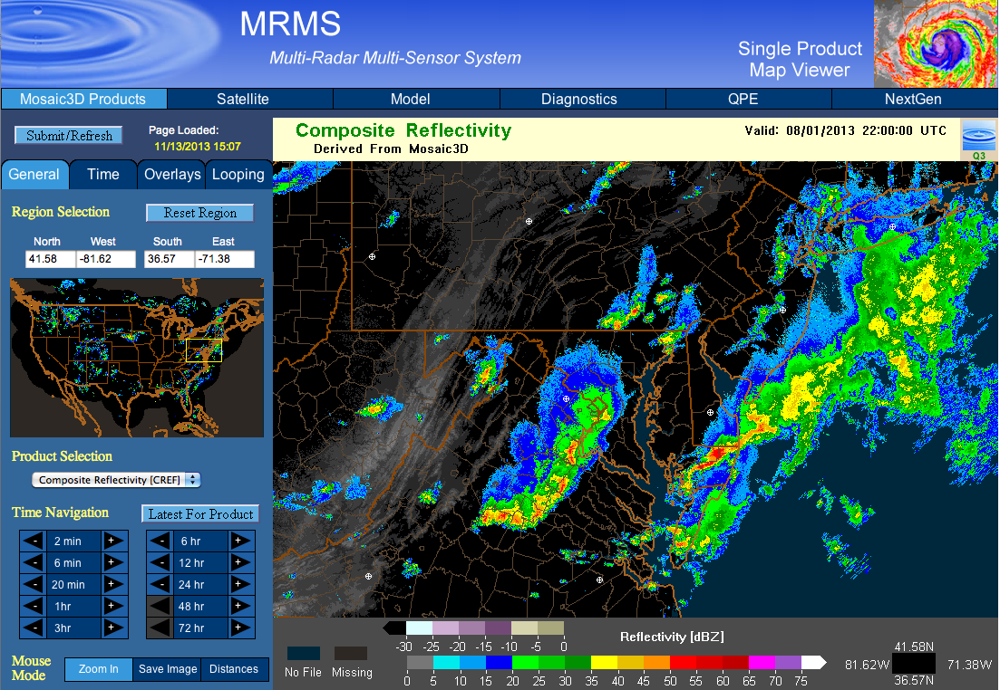 MRMS
Multi-Radar Multi-Sensor System
Single Product
Map Viewer
Mosaic3D Products Satellite Model Diagnostics QPE NextGen
Submit/Refresh
Page Loaded:
11/13/2013 15:07
General Time Overlays Looping
Region Selection Reset Region
North West South East
41.58 -81.62 36.57 -71.38
Product Selection
Composite Reflectivity [CREF]
Time Navigation Latest For Product
- 2 min + - 6 hr +
- 6 min + - 12 hr +
- 20 min + - 24 hr +
- 1hr + 48 hr +
- 3hr + 72 hr +
Mouse
Mode
Zoom In Save Image Distances
Composite Reflectivity
Derived From Mosaic3D
Valid: 08/01/2013 22:00:00 UTC
Q3
No File Missing
-30 -25 -20 -15 -10 -5 0
Reflectivity [dBZ]
0 5 10 15 20 25 30 35 40 45 50 55 60 65 70 75
41.58N
81.62W 71.38W
36.57N